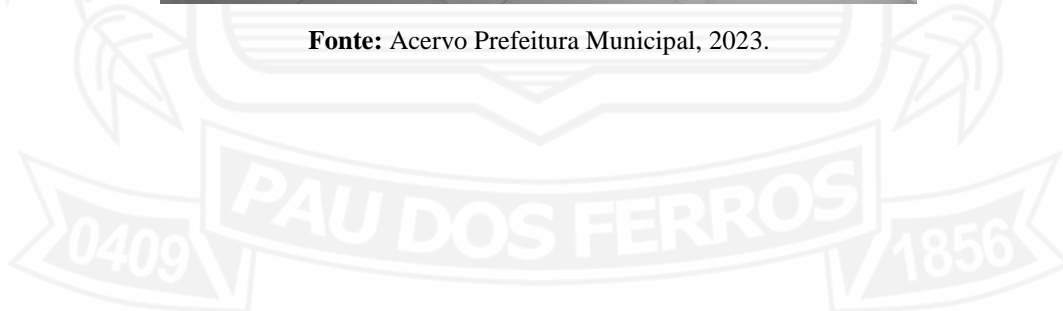 Fonte: Acervo Prefeitura Municipal, 2023.
PAU DOS FERROS
0409
1856